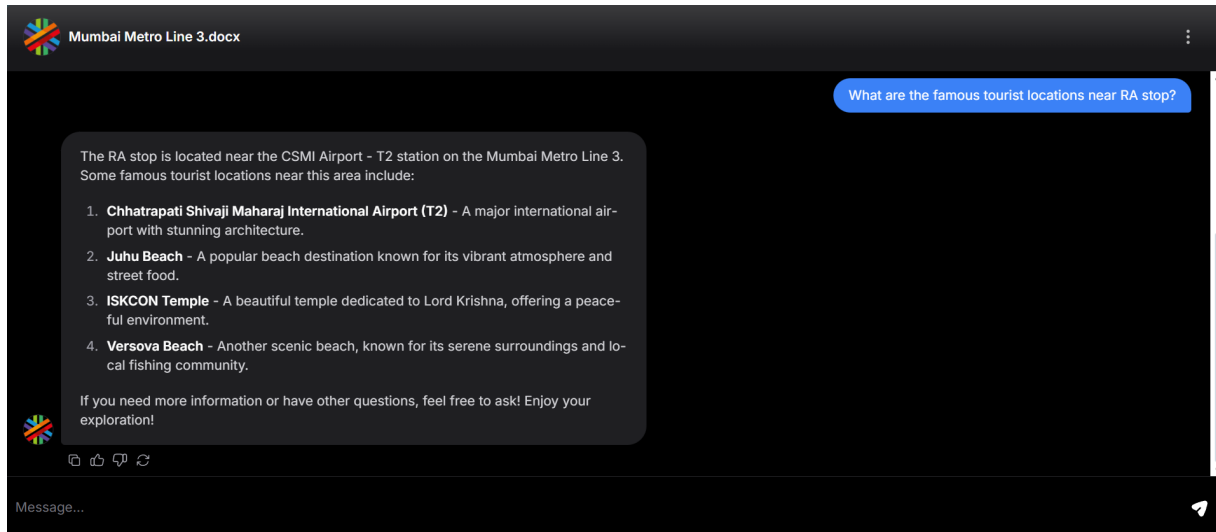 Mumbai Metro Line 3.docx
What are the famous tourist locations near RA stop?
The RA stop is located near the CSMI Airport - T2 station on the Mumbai Metro Line 3.
Some famous tourist locations near this area include:
1. Chhatrapati Shivaji Maharaj International Airport (T2) - A major international air-
port with stunning architecture.
2. Juhu Beach - A popular beach destination known for its vibrant atmosphere and
street food.
3. ISKCON Temple - A beautiful temple dedicated to Lord Krishna, offering a peace-
ful environment.
4. Versova Beach - Another scenic beach, known for its serene surroundings and lo-
cal fishing community.
If you need more information or have other questions, feel free to ask! Enjoy your
exploration!
Message...